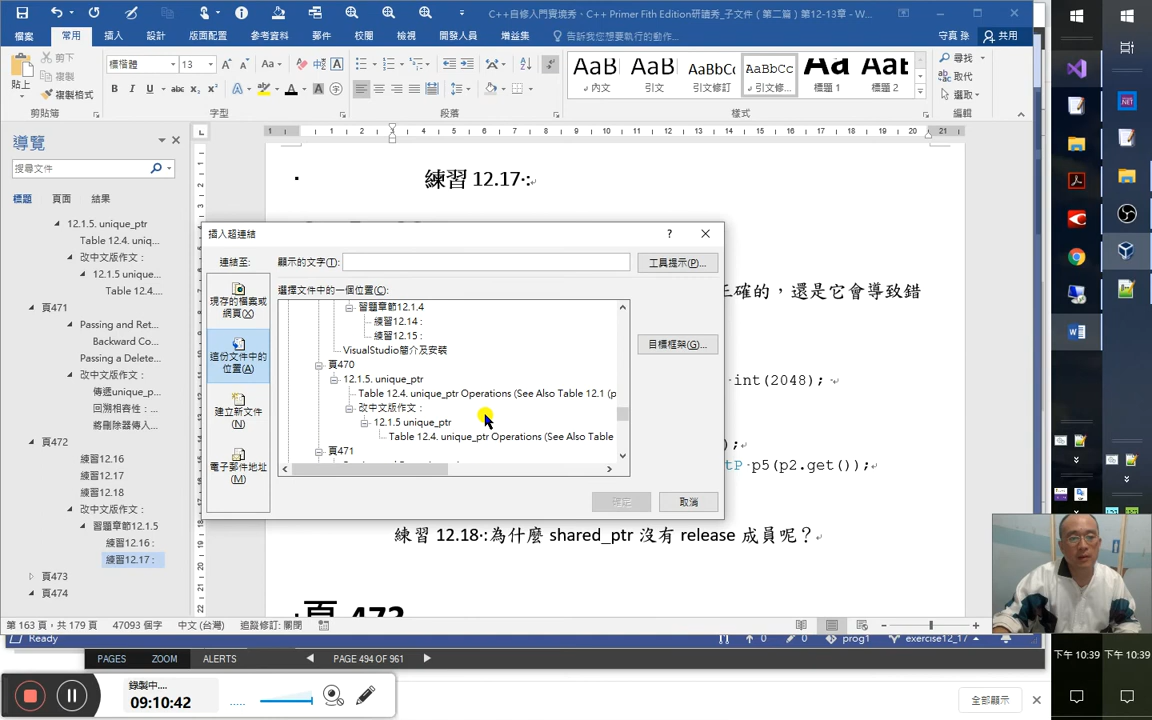 C++自修入門實境秀、C++ Primer Fith Edition研讀秀_子文件（第二篇）第12-13章 - W...
檔案 常用 插入 設計 版面配置 參考資料 郵件 校閱 檢視 開發人員 增益集 告訴我您想要執行的動作... 守真 孫 共用
貼上 剪下 複製 複製格式 剪貼簿
標楷體 13 字型
段落
AaB AaB AaBbC AaBbCc AaB AaB
內文 引文 引文修訂 引文修... 標題 1 標題 2
樣式
尋找 取代 選取 編輯
導覽
搜尋文件
標題 頁面 結果
12.1.5. unique_ptr
Table 12.4. uniq...
改中文版作文 :
12.1.5 unique...
Table 12.4....
頁471
Passing and Ret...
Backward Co...
Passing a Delete...
改中文版作文 :
傳遞unique_p...
回溯相容性 :
將刪除器傳入...
頁472
練習12.16
練習12.17
練習12.18
改中文版作文 :
習題章節12.1.5
練習12.16 :
練習12.17 :
頁473
頁474
練習 12.17 :
正確的，還是它會導致錯
int(2048);
);
tP p5(p2.get());
練習 12.18 :為什麼 shared_ptr 沒有 release 成員呢？
頁 473
插入超連結
連結至:
顯示的文字(T):
工具提示(P)...
現存的檔案或網頁(X)
這份文件中的位置(A)
建立新文件(N)
電子郵件地址(M)
選擇文件中的一個位置(C):
習題章節12.1.4
練習12.14 :
練習12.15 :
VisualStudio簡介及安裝
頁470
12.1.5. unique_ptr
Table 12.4. unique_ptr Operations (See Also Table 12.1 (p
改中文版作文 :
12.1.5 unique_ptr
Table 12.4. unique_ptr Operations (See Also Table
頁471
目標框架(G)...
確定 取消
第 163 頁，共 179 頁 47093 個字 中文 (台灣) 追蹤修訂: 關閉
Ready 0 0 prog1 exercise12_17
PAGES ZOOM ALERTS PAGE 494 OF 961
錄製中....
09:10:42
全部顯示
下午 10:39 下午 10:39